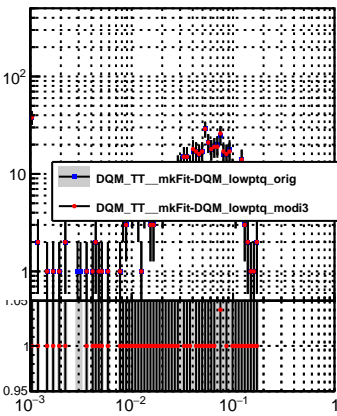 10²
10
DQM_TT__mkFit-DQM_lowptq_orig
DQM_TT__mkFit-DQM_lowptq_modi3
1
1.05
1
0.95
10⁻³ 10⁻² 10⁻¹ 1